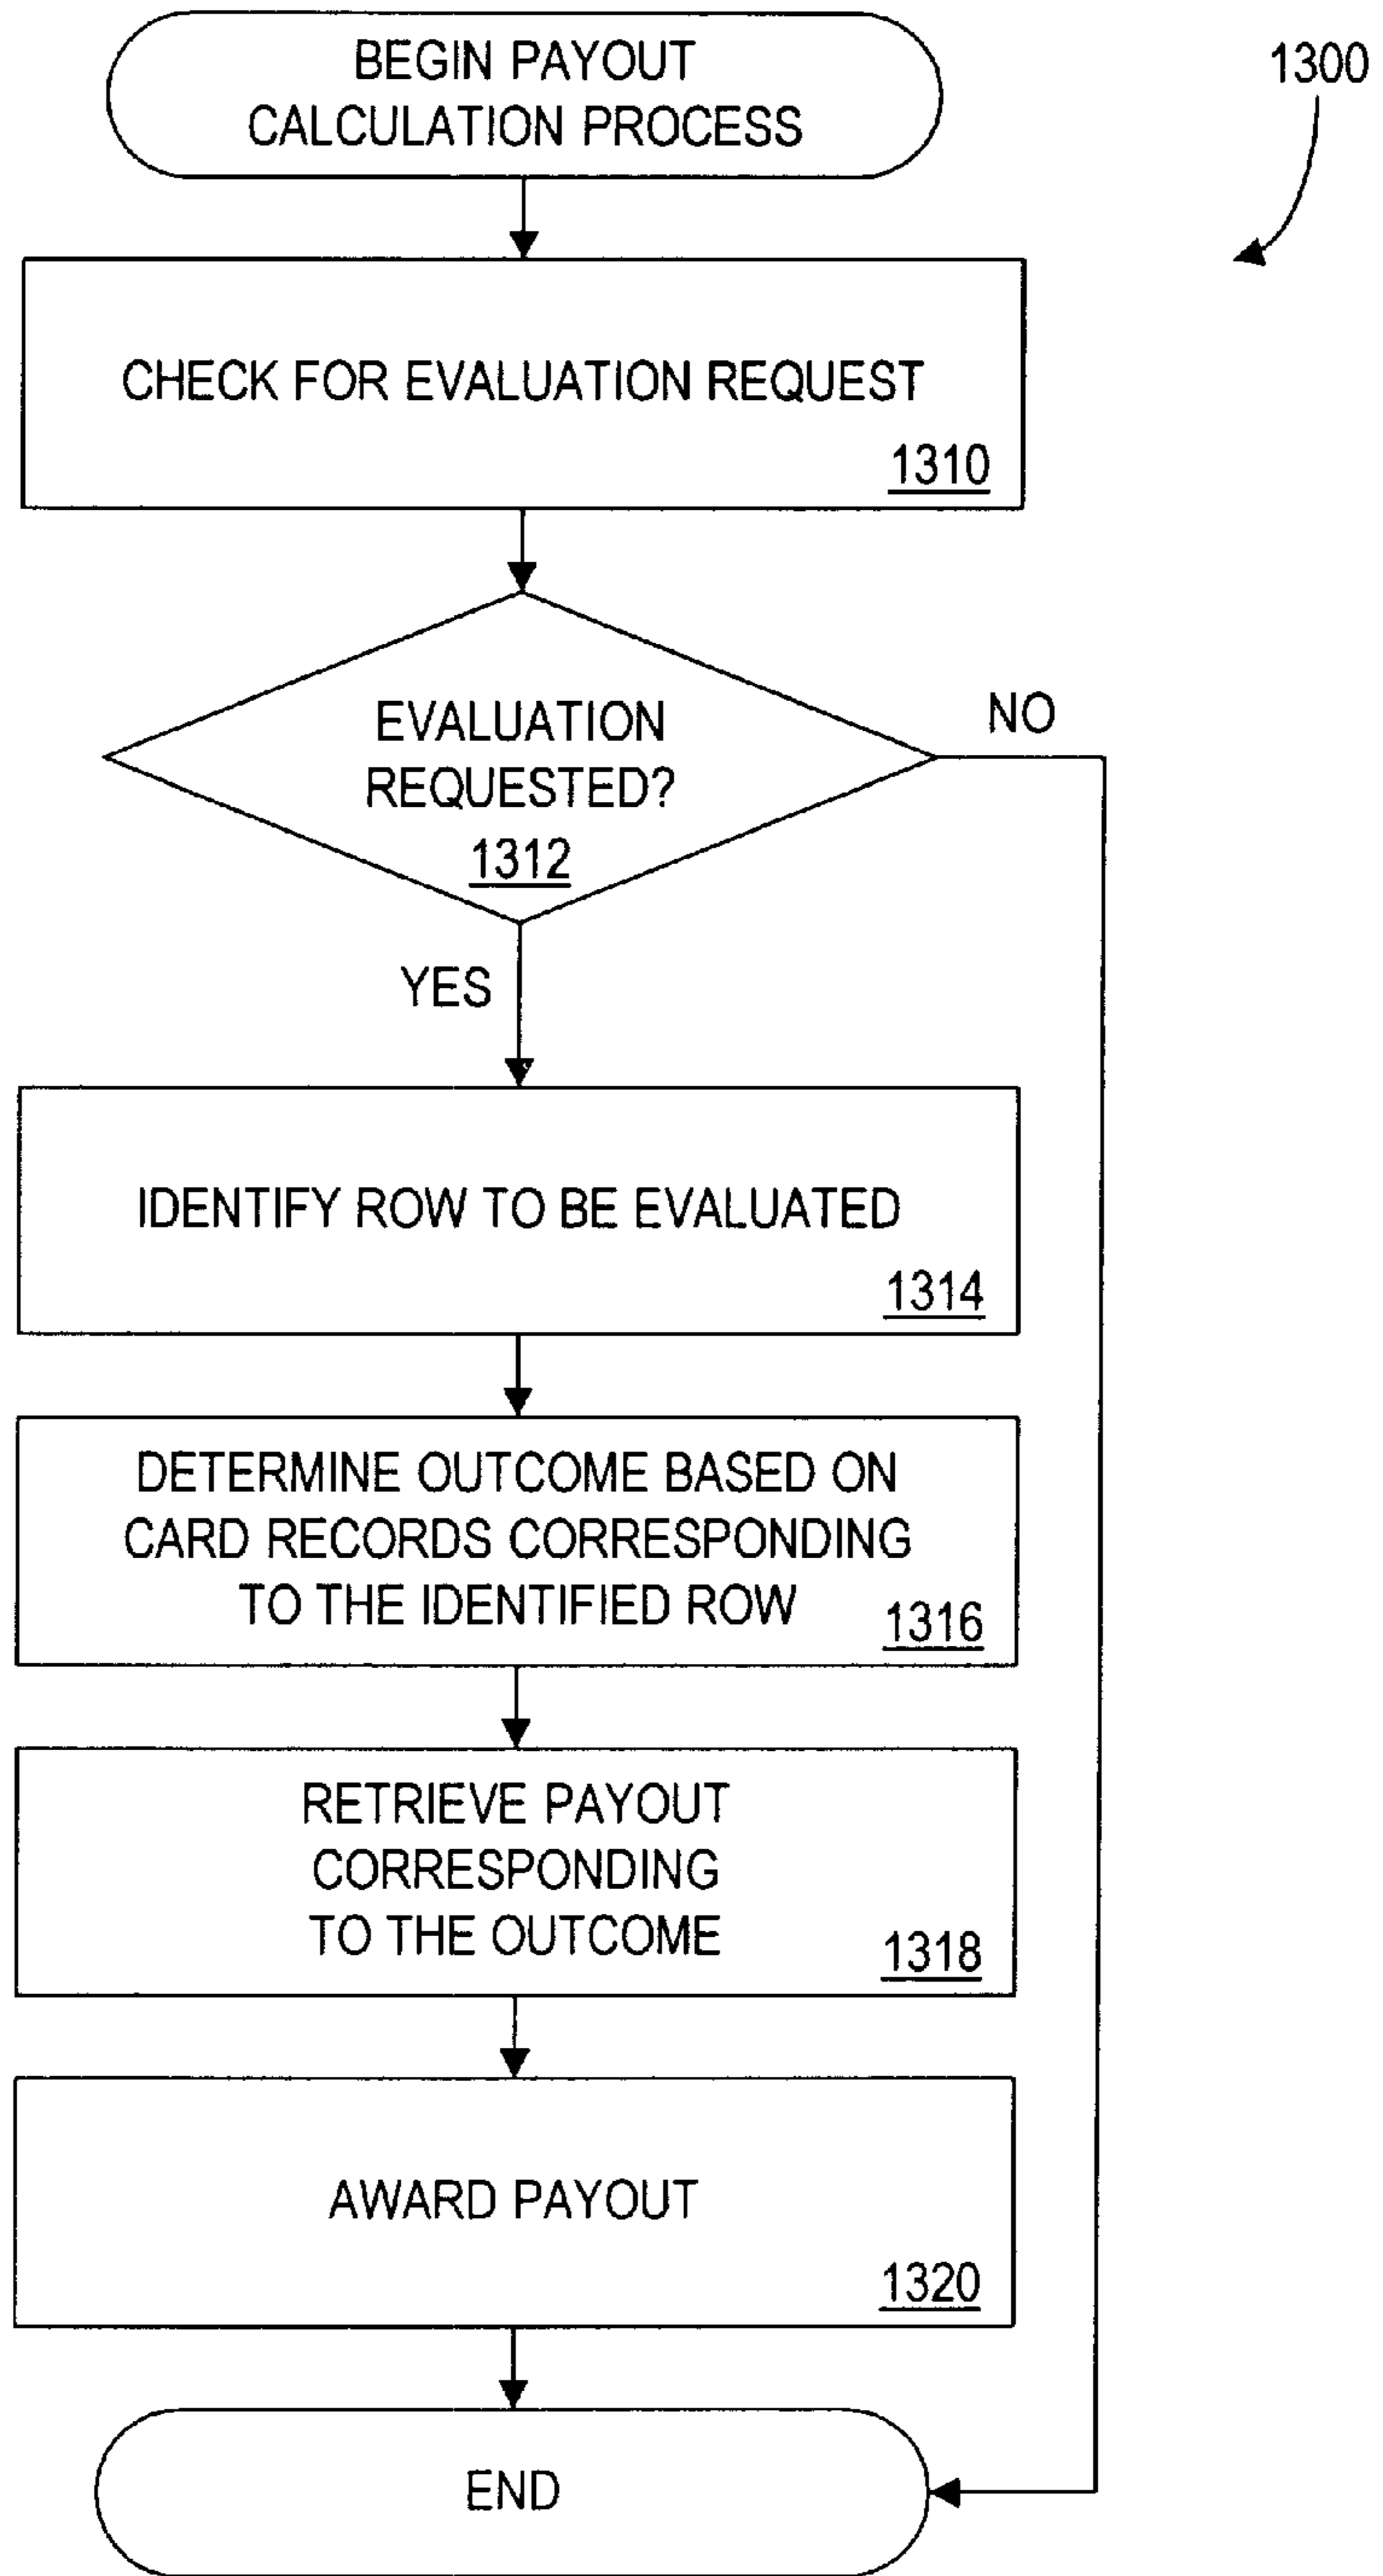 BEGIN PAYOUT
CALCULATION PROCESS
1300
CHECK FOR EVALUATION REQUEST
1310
EVALUATION
REQUESTED?
1312
NO
YES
IDENTIFY ROW TO BE EVALUATED
1314
DETERMINE OUTCOME BASED ON
CARD RECORDS CORRESPONDING
TO THE IDENTIFIED ROW
1316
RETRIEVE PAYOUT
CORRESPONDING
TO THE OUTCOME
1318
AWARD PAYOUT
1320
END